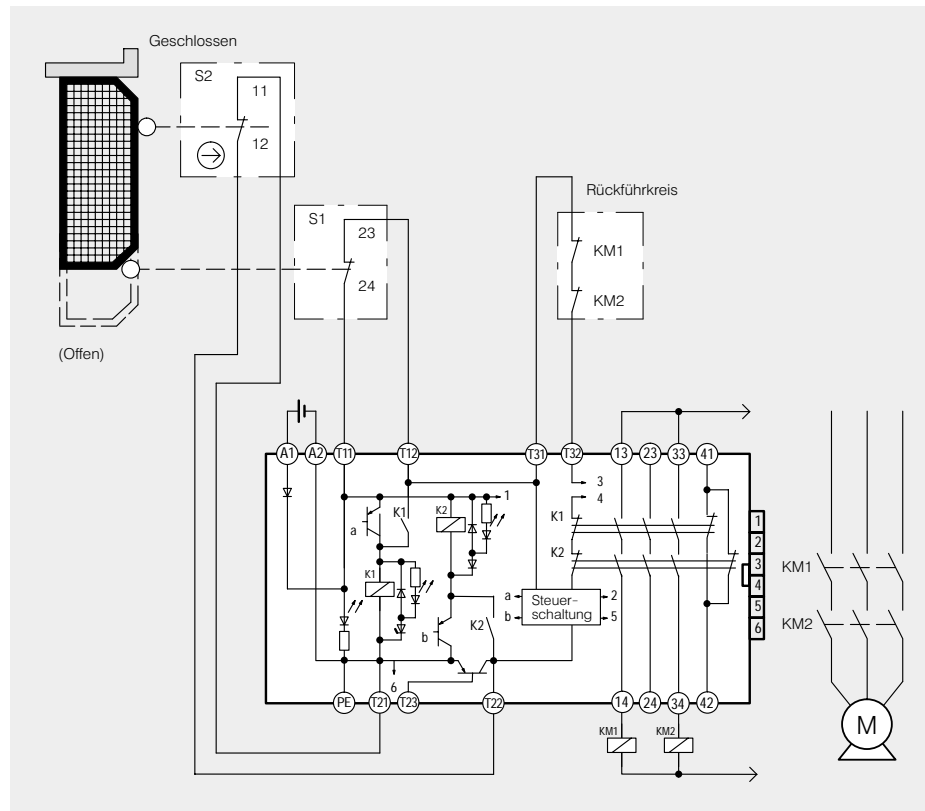 Geschlossen
S2
11
12
Rückführkreis
S1
23
24
KM1
KM2
(Offen)
A1 A2 T11 T12 T31 T32 13 23 33 41
3
4
1
K1
K2
a
K1
K1
K2
1
2
3
4
5
6
KM1
KM2
a
b
Steuer-
schaltung
2
5
b
K2
6
PE T21 T23 T22 14 24 34 42
KM1
KM2
M